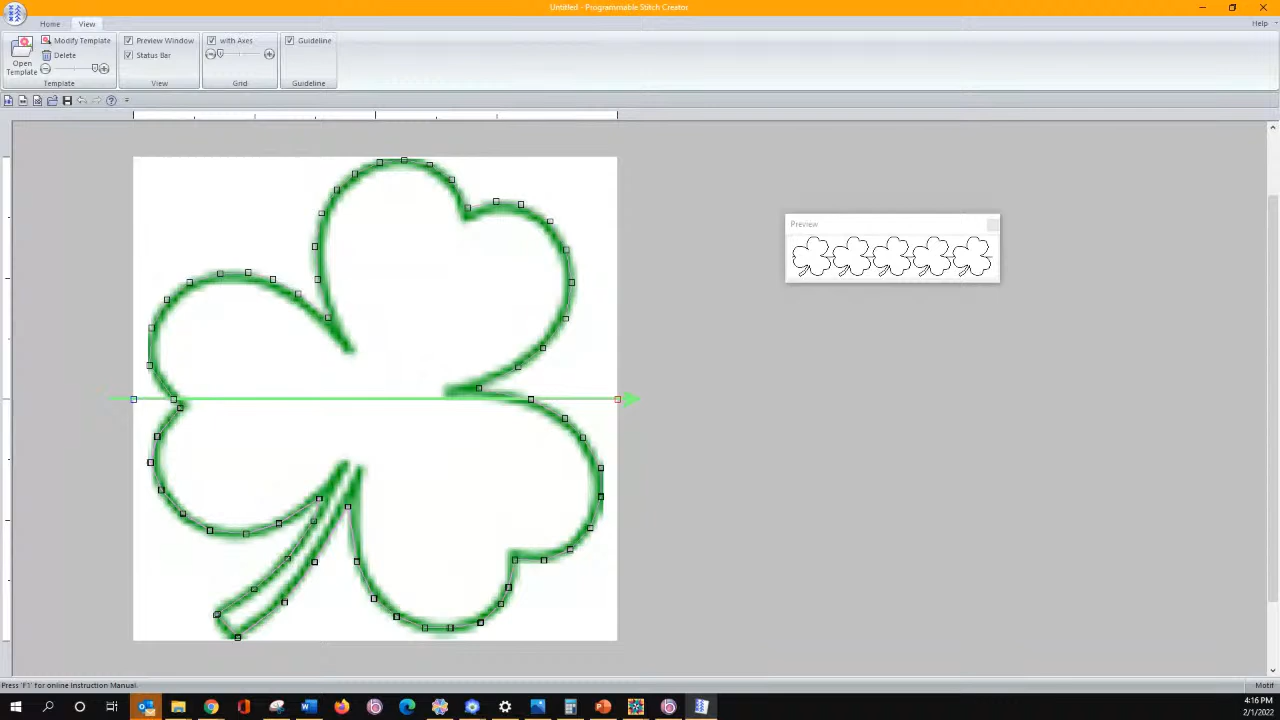 Untitled - Programmable Stitch Creator
Home View Help
Open Template
Modify Template
Delete
Template
Preview Window
Status Bar
View
with Axes
Grid
Guideline
Guideline
Preview
Press 'F1' for online Instruction Manual.
Motif
4:16 PM
2/1/2022